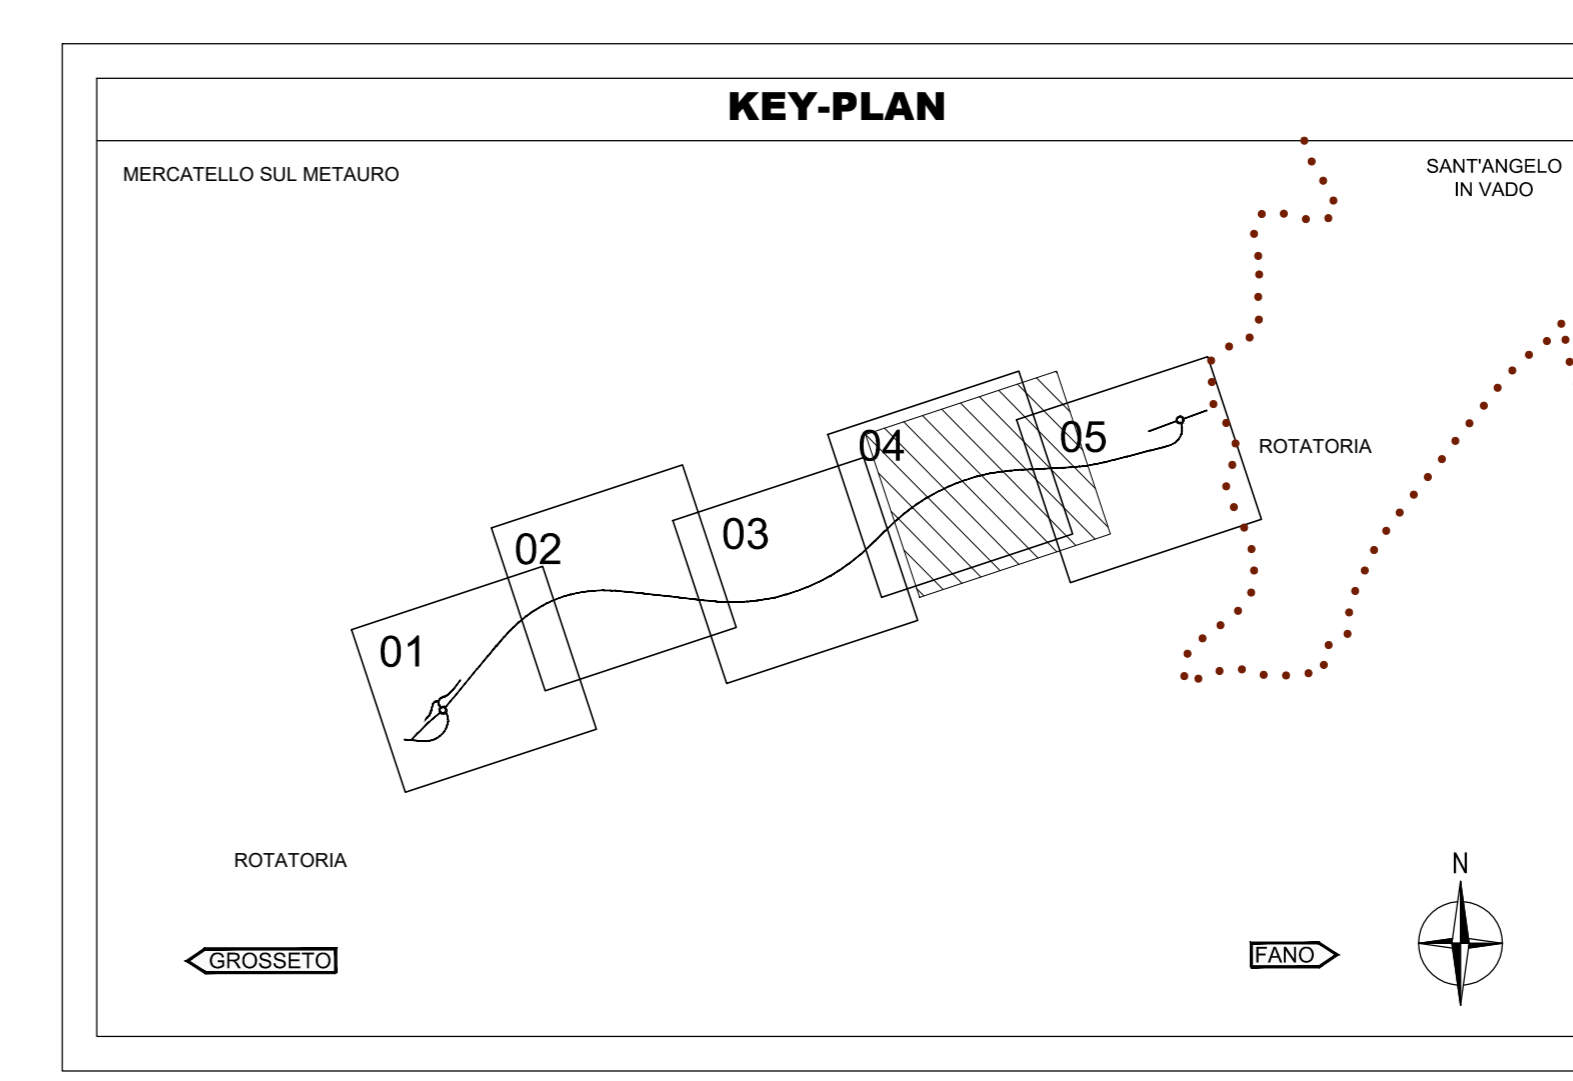 KEY-PLAN
MERCATELLO SUL METAURO
SANT'ANGELO
IN VADO
04
05
ROTATORIA
03
02
01
ROTATORIA
N
GROSSETO
FANO